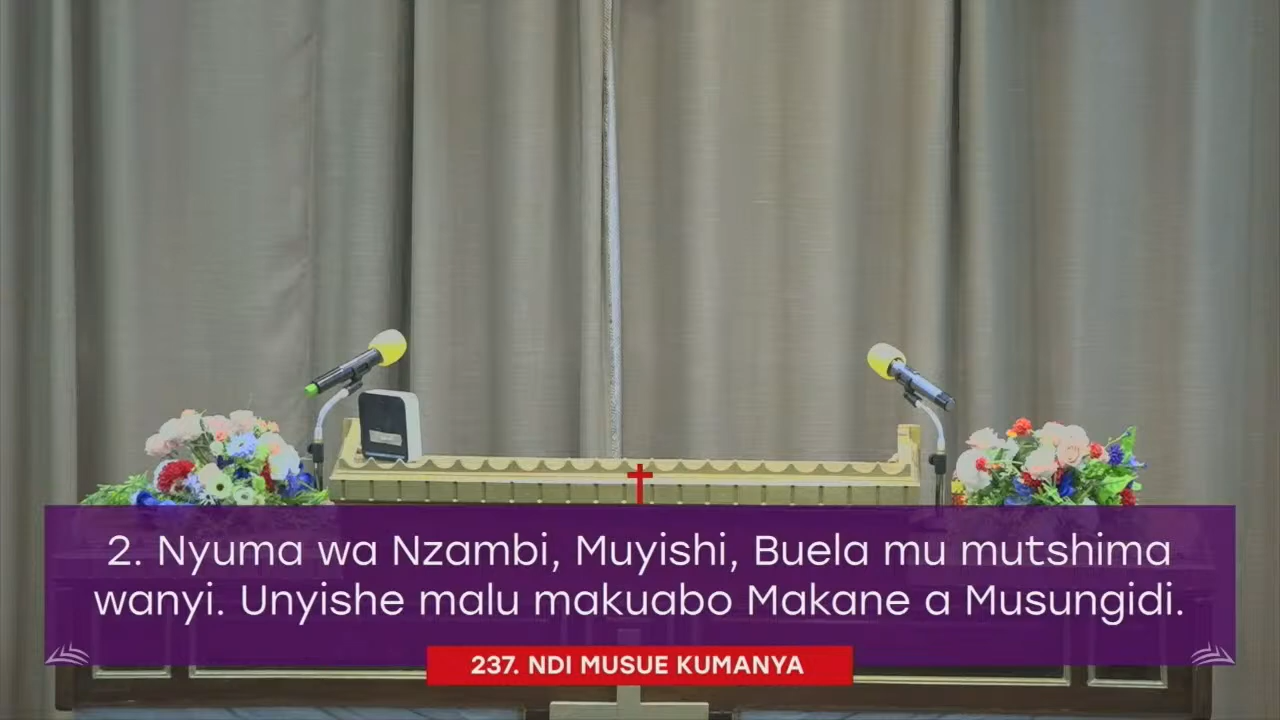 2. Nyuma wa Nzambi, Muyishi, Buela mu mutshima
wanyi. Unyishe malu makuabo Makane a Musungidi.
237. NDI MUSUE KUMANYA